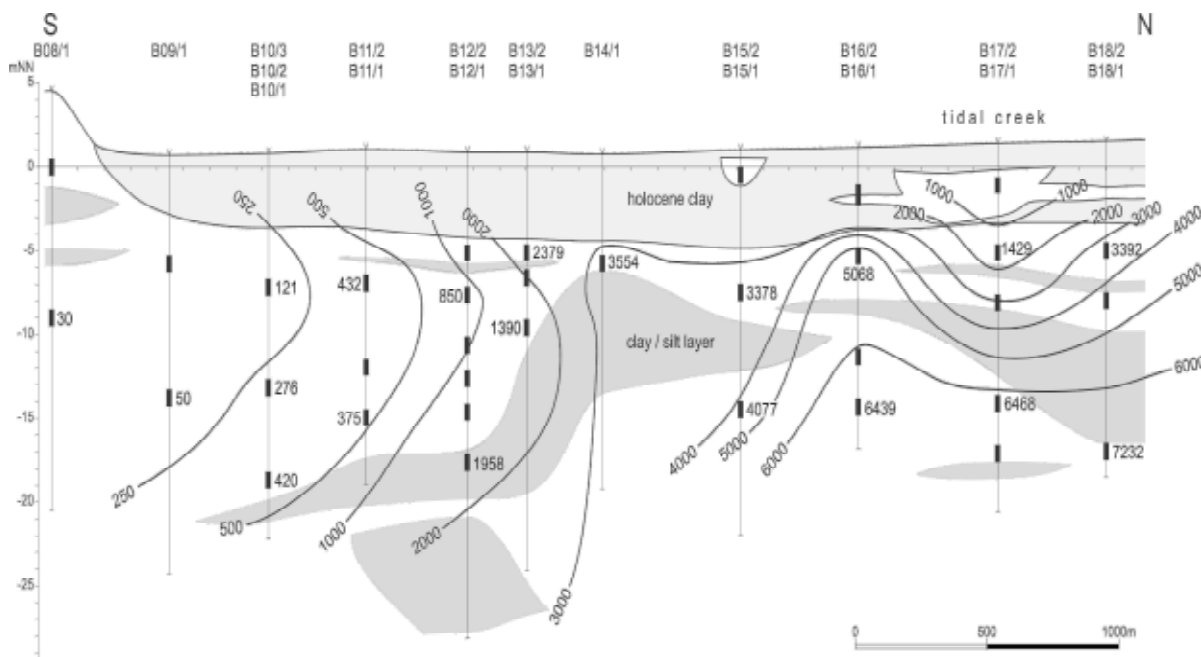 S N
B08/1 B09/1 B10/3 B11/2 B12/2 B13/2 B14/1 B15/2 B16/2 B17/2 B18/2
B10/2 B11/1 B12/1 B13/1 B15/1 B16/1 B17/1 B18/1
B10/1
mNN
5
tidal creek
0
250 500 1000 2000 holocene clay 2000 1000 1000 2000 3000 4000
-5
2379 3554 5068 1429 3392 5000
121 432 850 3378
30 1390 clay / silt layer
-10
276 6000
50 375 4077 6439 6468
-15
4000 5000 6000
1958 7232
250 420
-20
500 1000 2000
-25
3000
0 500 1000m